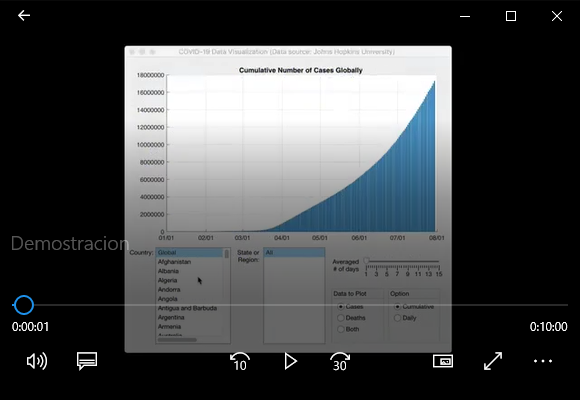 COVID-19 Data Visualization (Data source: Johns Hopkins University)
Cumulative Number of Cases Globally
18000000
16000000
14000000
12000000
10000000
8000000
6000000
4000000
2000000
0
01/01 02/01 03/01 04/01 05/01 06/01 07/01 08/01
Demostracion
Country:
Global
Afghanistan
Albania
Algeria
Andorra
Angola
Antigua and Barbuda
Argentina
Armenia
Australia
State or
Region:
All
Averaged
# of days
1 3 5 7 9 11 13 15
Data to Plot
Cases
Deaths
Both
Option
Cumulative
Daily
0:00:01
0:10:00
10
30